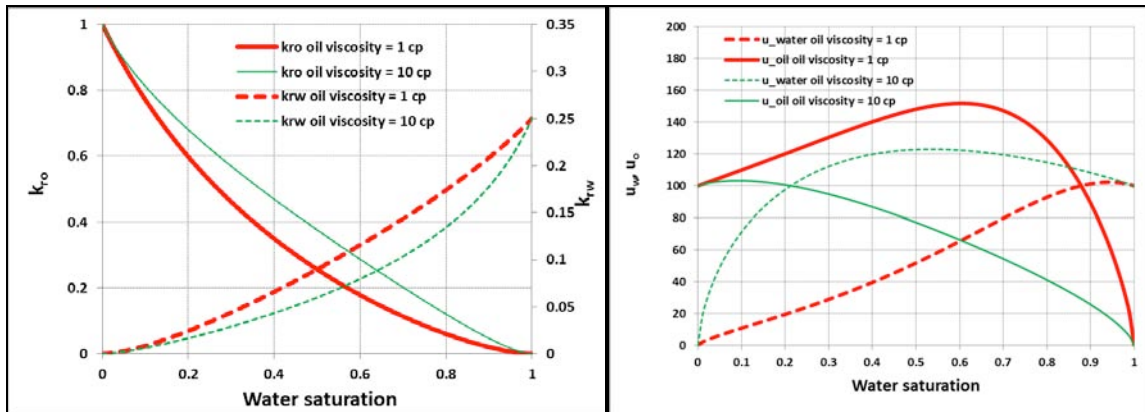 1
0.8
0.6
0.4
0.2
0
0.35
0.3
0.25
0.2
0.15
0.1
0.05
0
0 0.2 0.4 0.6 0.8 1
kro
krw
Water saturation
kro oil viscosity = 1 cp
kro oil viscosity = 10 cp
krw oil viscosity = 1 cp
krw oil viscosity = 10 cp
200
180
160
140
120
100
80
60
40
20
0
0 0.1 0.2 0.3 0.4 0.5 0.6 0.7 0.8 0.9 1
uw, uo
Water saturation
u_water oil viscosity = 1 cp
u_oil oil viscosity = 1 cp
u_water oil viscosity = 10 cp
u_oil oil viscosity = 10 cp